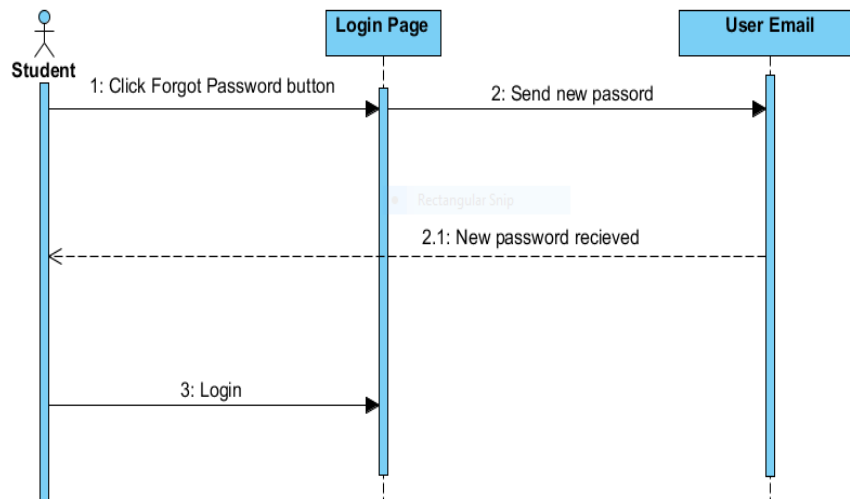 Login Page
User Email
Student
1: Click Forgot Password button
2: Send new passord
Rectangular Snip
2.1: New password recieved
3: Login